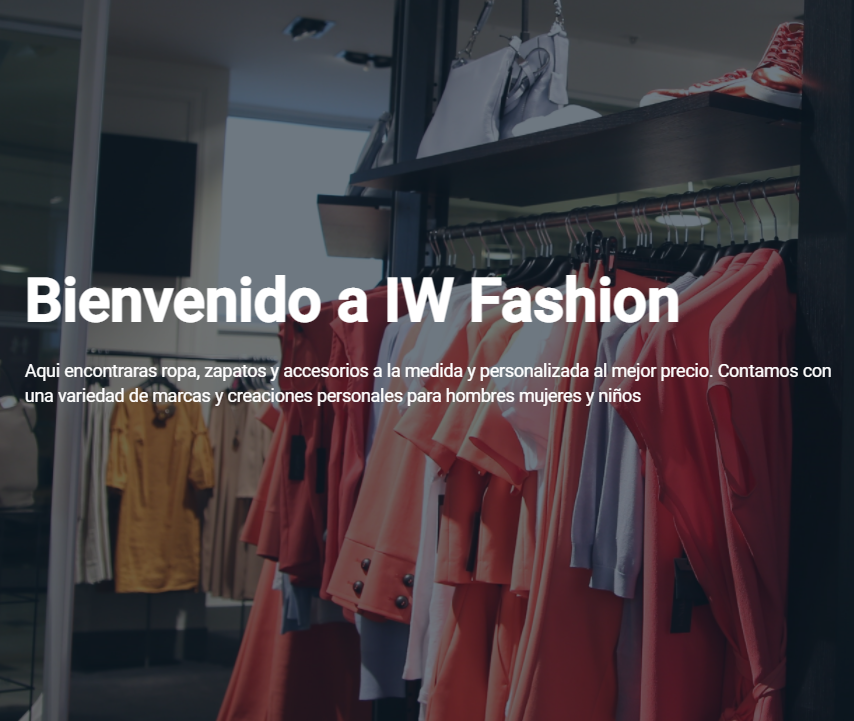 Bienvenido a IW Fashion
Aqui encontraras ropa, zapatos y accesorios a la medida y personalizada al mejor precio. Contamos con
una variedad de marcas y creaciones personales para hombres mujeres y niños